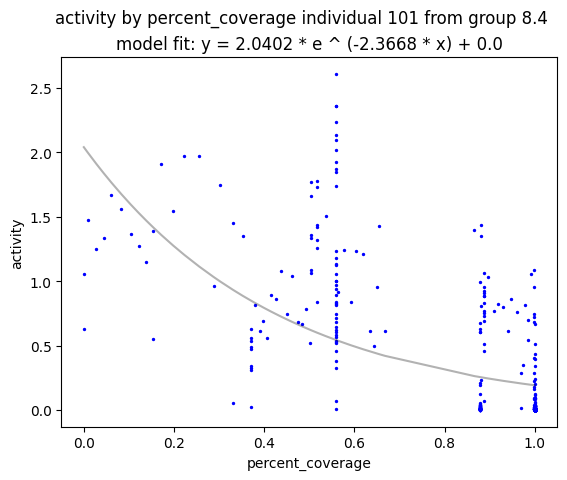 activity by percent_coverage individual 101 from group 8.4
model fit: y = 2.0402 * e ^ (-2.3668 * x) + 0.0
2.5
2.0
1.5
1.0
0.5
0.0
activity
0.0 0.2 0.4 0.6 0.8 1.0
percent_coverage